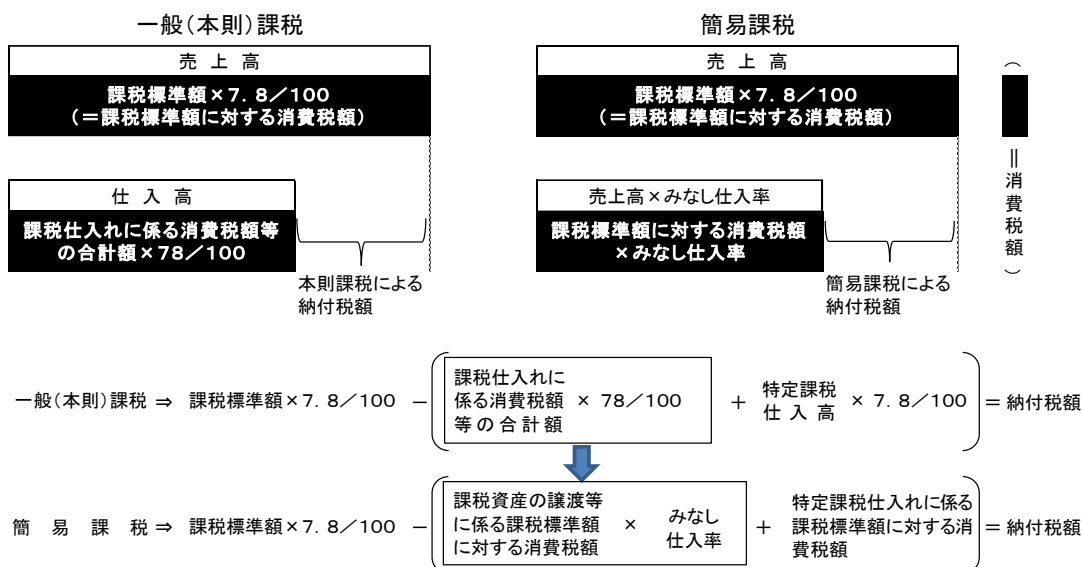 一般(本則)課税
売上高
課税標準額×7.8/100
(=課税標準額に対する消費税額)
仕入高
課税仕入れに係る消費税額等
の合計額×78/100
本則課税による
納付税額
簡易課税
売上高
課税標準額×7.8/100
(=課税標準額に対する消費税額)
売上高×みなし仕入率
課税標準額に対する消費税額
×みなし仕入率
簡易課税による
納付税額
(■=消費税額)
一般(本則)課税 ⇒ 課税標準額×7.8/100 -(課税仕入れに係る消費税額等の合計額 × 78/100 + 特定課税仕入高 × 7.8/100)= 納付税額
簡易課税 ⇒ 課税標準額×7.8/100 -(課税資産の譲渡等に係る課税標準額に対する消費税額 × みなし仕入率 + 特定課税仕入れに係る課税標準額に対する消費税額)= 納付税額